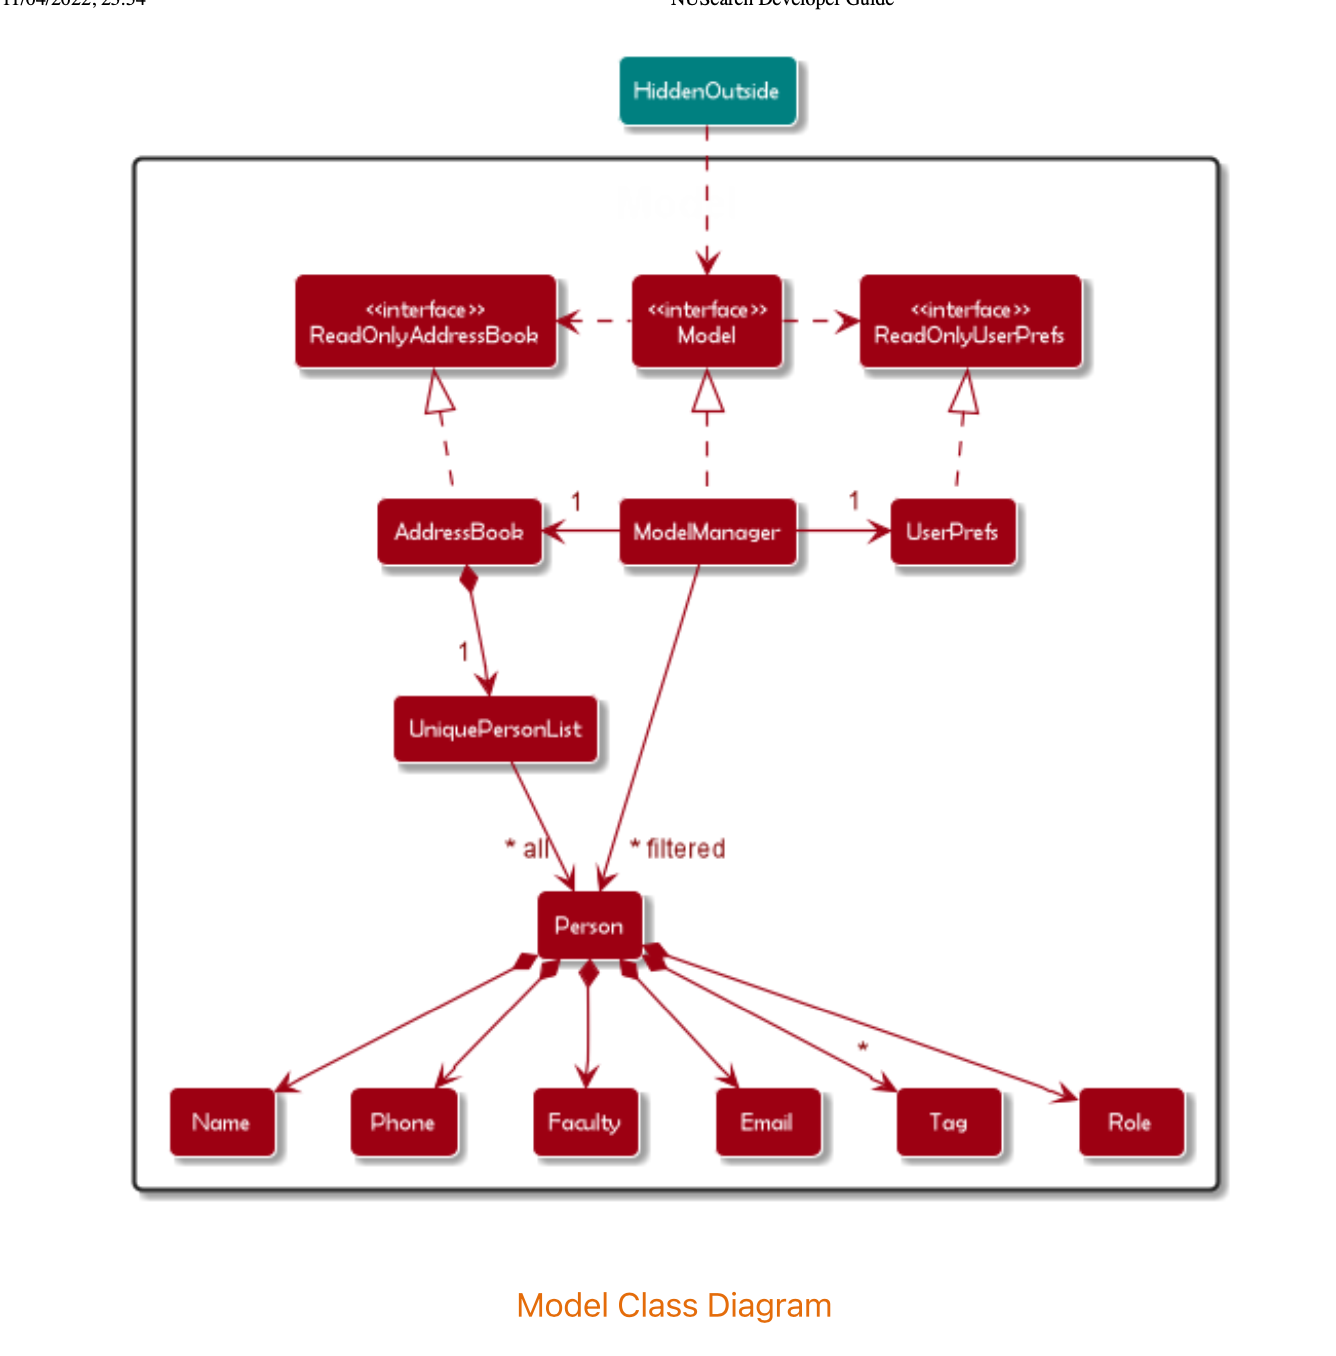 11/04/2022, 23:34
NUSearch Developer Guide
HiddenOutside
<<interface>>
ReadOnlyAddressBook
<<interface>>
Model
<<interface>>
ReadOnlyUserPrefs
AddressBook
1
ModelManager
1
UserPrefs
1
UniquePersonList
* all
* filtered
Person
*
Name
Phone
Faculty
Email
Tag
Role
Model Class Diagram